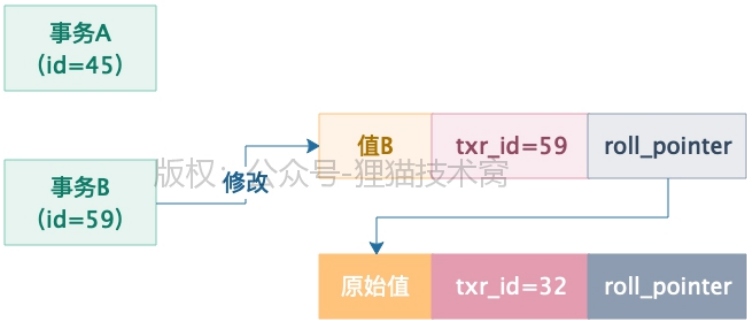 事务A
(id=45)
值B
txr_id=59
roll_pointer
事务B
(id=59)
修改
版权：公众号-狸猫技术窝
原始值
txr_id=32
roll_pointer